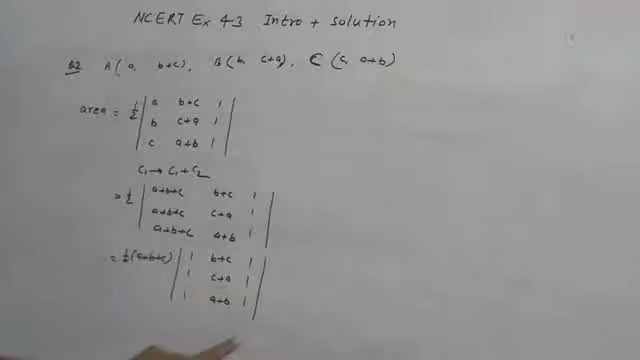 NCERT Ex 4.3 Intro + solution
Q2 A(a, b+c), B(b, c+a), C(c, a+b)
area = 1/2 | a b+c 1 |
| b c+a 1 |
| c a+b 1 |
C₁ → C₁ + C₂
= 1/2 | a+b+c b+c 1 |
| a+b+c c+a 1 |
| a+b+c a+b 1 |
= 1/2 (a+b+c) | 1 b+c 1 |
| 1 c+a 1 |
| 1 a+b 1 |